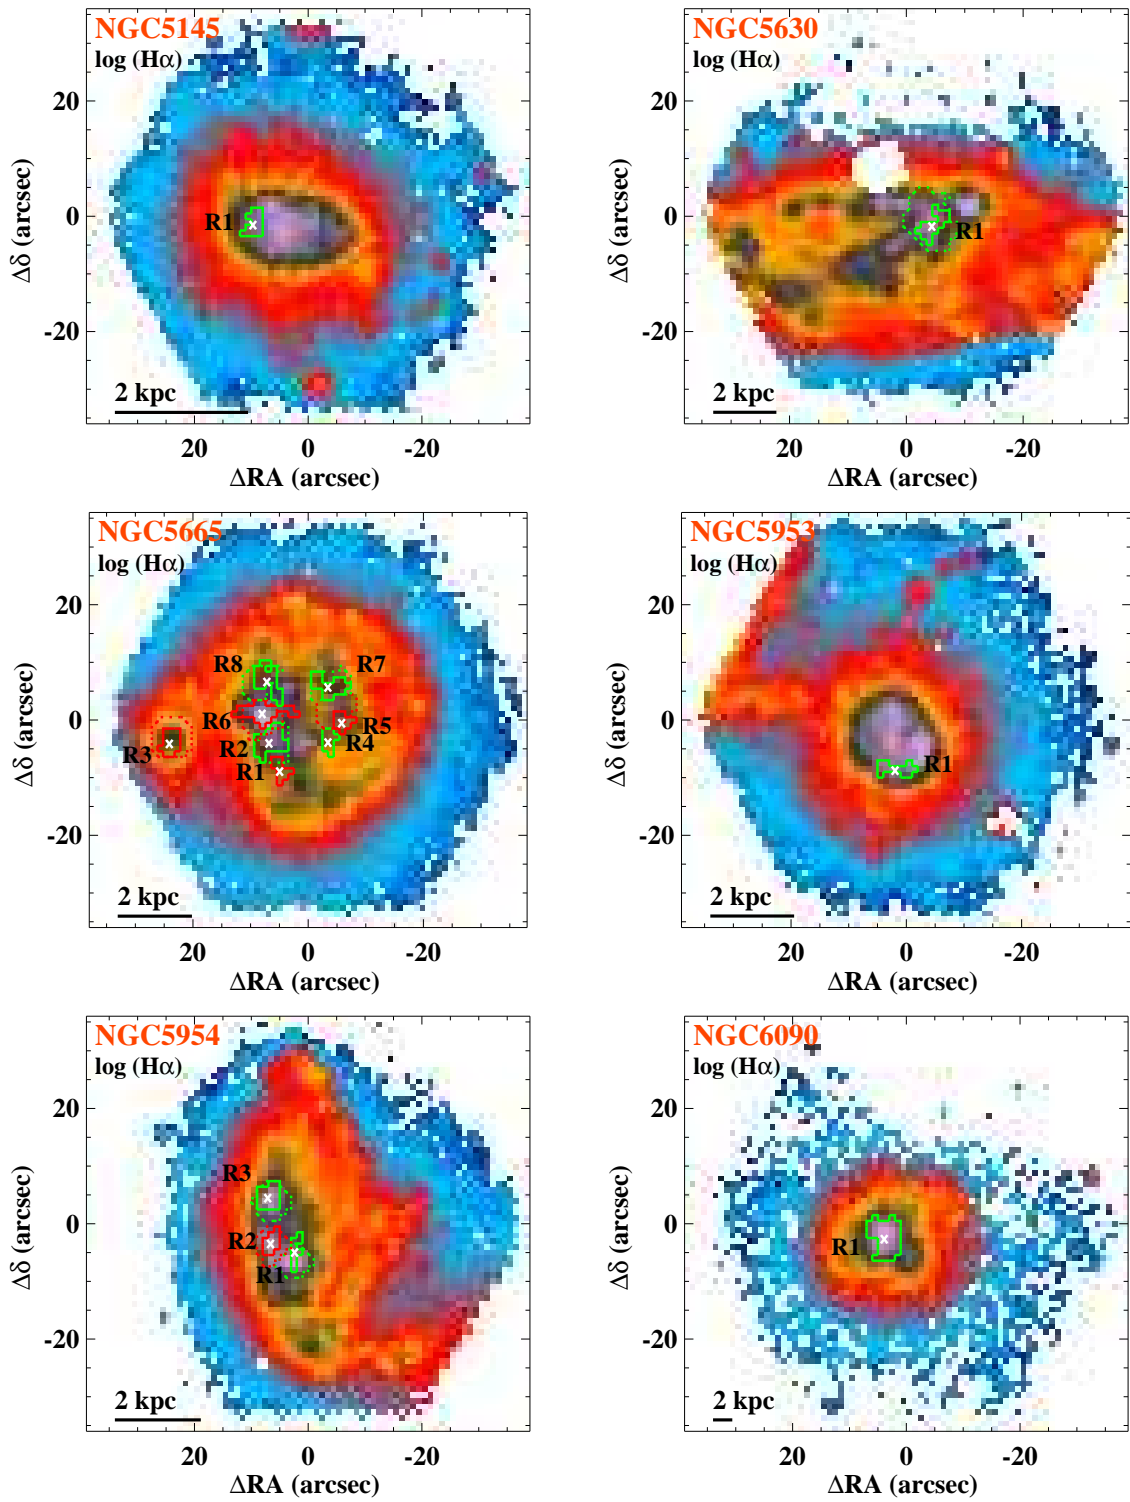 NGC5145
log (Hα)
R1
2 kpc
20
0
-20
Δδ (arcsec)
20
0
-20
ΔRA (arcsec)
NGC5630
log (Hα)
R1
2 kpc
20
0
-20
Δδ (arcsec)
20
0
-20
ΔRA (arcsec)
NGC5665
log (Hα)
R8
R7
R6
R5
R3
R2
R4
R1
2 kpc
20
0
-20
Δδ (arcsec)
20
0
-20
ΔRA (arcsec)
NGC5953
log (Hα)
R1
2 kpc
20
0
-20
Δδ (arcsec)
20
0
-20
ΔRA (arcsec)
NGC5954
log (Hα)
R3
R2
R1
2 kpc
20
0
-20
Δδ (arcsec)
20
0
-20
ΔRA (arcsec)
NGC6090
log (Hα)
R1
2 kpc
20
0
-20
Δδ (arcsec)
20
0
-20
ΔRA (arcsec)